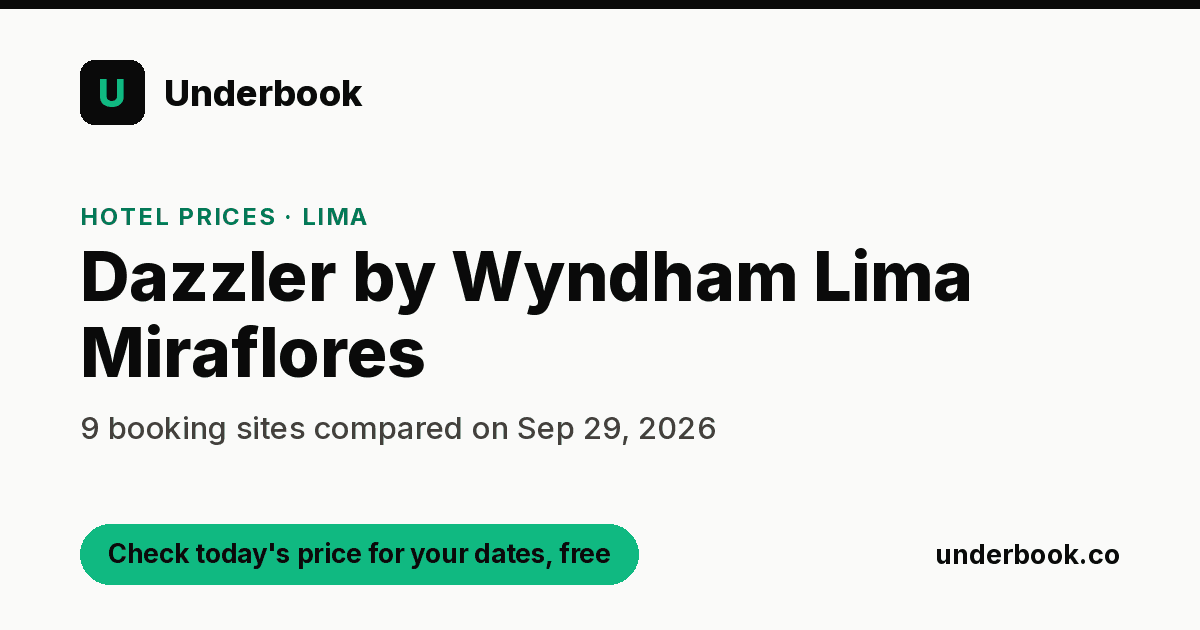 U
Underbook
HOTEL PRICES · LIMA
Dazzler by Wyndham Lima
Miraflores
9 booking sites compared on Sep 29, 2026
Check today's price for your dates, free
underbook.co